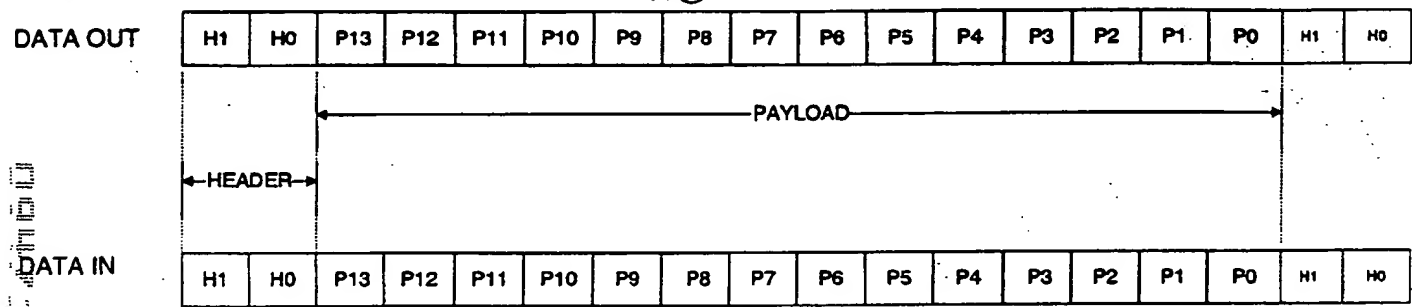 DATA OUT H1 H0 P13 P12 P11 P10 P9 P8 P7 P6 P5 P4 P3 P2 P1 P0 H1 H0
PAYLOAD
HEADER
DATA IN H1 H0 P13 P12 P11 P10 P9 P8 P7 P6 P5 P4 P3 P2 P1 P0 H1 H0